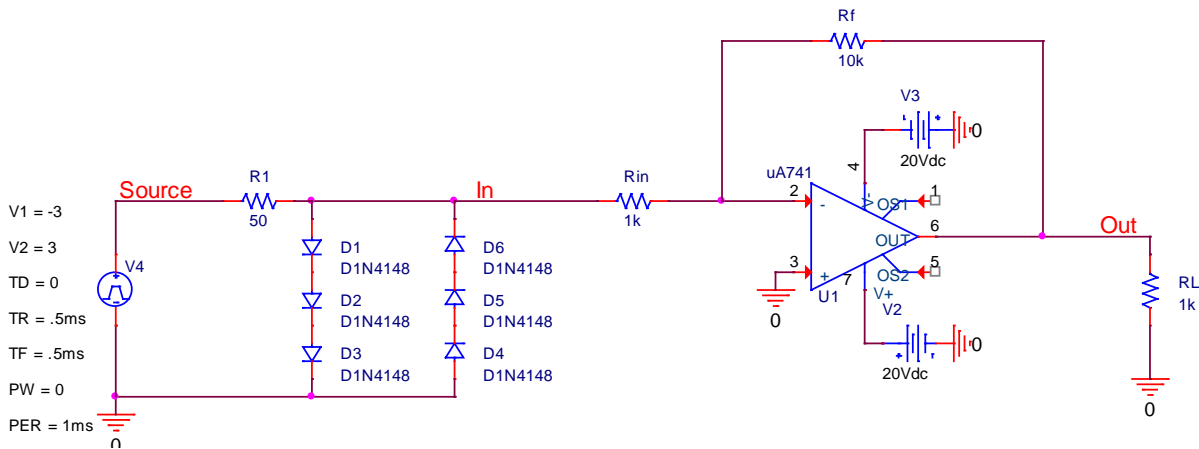 Rf
10k
V3
0
20Vdc
4
uA741
Source
R1
50
In
Rin
1k
2
-
V-
OS1
1
V1 = -3
V2 = 3
TD = 0
TR = .5ms
TF = .5ms
PW = 0
PER = 1ms
V4
+
-
D1
D1N4148
D2
D1N4148
D3
D1N4148
D6
D1N4148
D5
D1N4148
D4
D1N4148
OUT
6
Out
3
+
0
U1
7
V+
OS2
5
V2
0
20Vdc
RL
1k
0
0